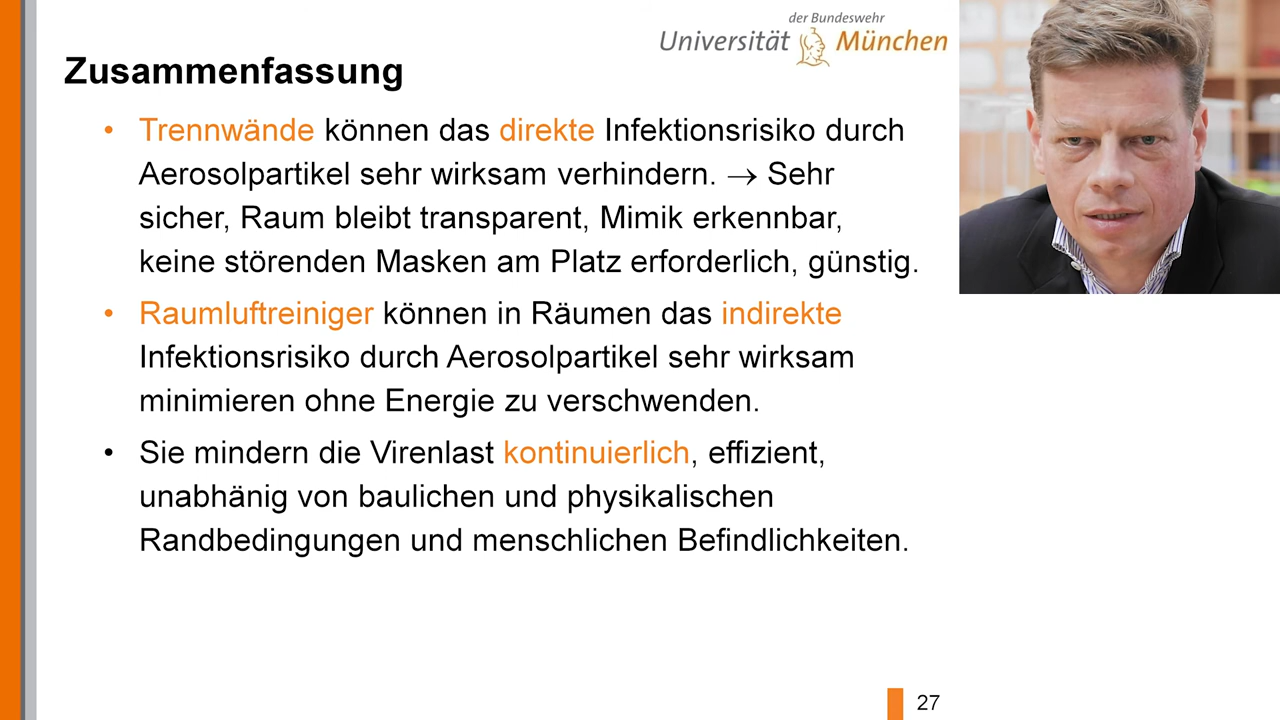 der Bundeswehr
Universität München
Zusammenfassung
• Trennwände können das direkte Infektionsrisiko durch
Aerosolpartikel sehr wirksam verhindern. → Sehr
sicher, Raum bleibt transparent, Mimik erkennbar,
keine störenden Masken am Platz erforderlich, günstig.
• Raumluftreiniger können in Räumen das indirekte
Infektionsrisiko durch Aerosolpartikel sehr wirksam
minimieren ohne Energie zu verschwenden.
• Sie mindern die Virenlast kontinuierlich, effizient,
unabhänig von baulichen und physikalischen
Randbedingungen und menschlichen Befindlichkeiten.
27